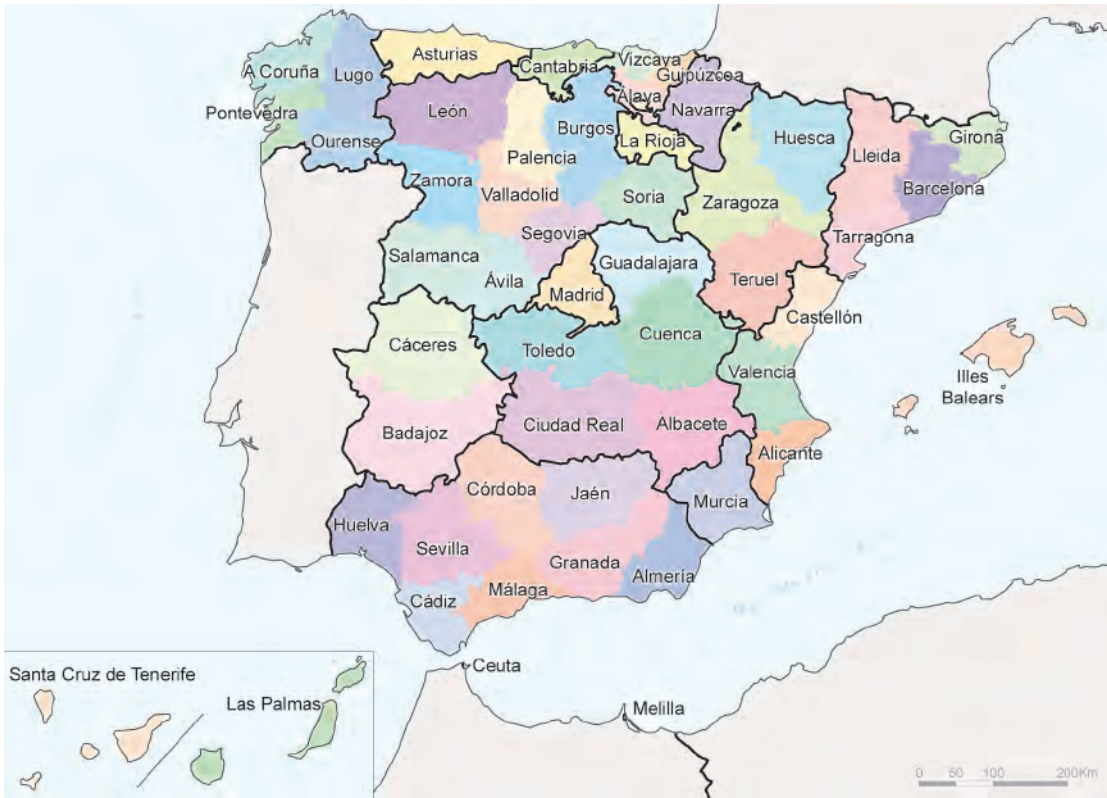 Asturias
Cantabria
Vizcaya
Guipúzcoa
A Coruña
Lugo
Álava
Navarra
León
Pontevedra
Ourense
Burgos
La Rioja
Huesca
Lleida
Girona
Palencia
Zamora
Valladolid
Soria
Zaragoza
Barcelona
Segovia
Tarragona
Salamanca
Ávila
Guadalajara
Teruel
Madrid
Castellón
Cáceres
Toledo
Cuenca
Valencia
Illes
Balears
Badajoz
Ciudad Real
Albacete
Alicante
Córdoba
Jaén
Murcia
Huelva
Sevilla
Granada
Almería
Málaga
Cádiz
Ceuta
Santa Cruz de Tenerife
Las Palmas
Melilla
0 50 100 200Km